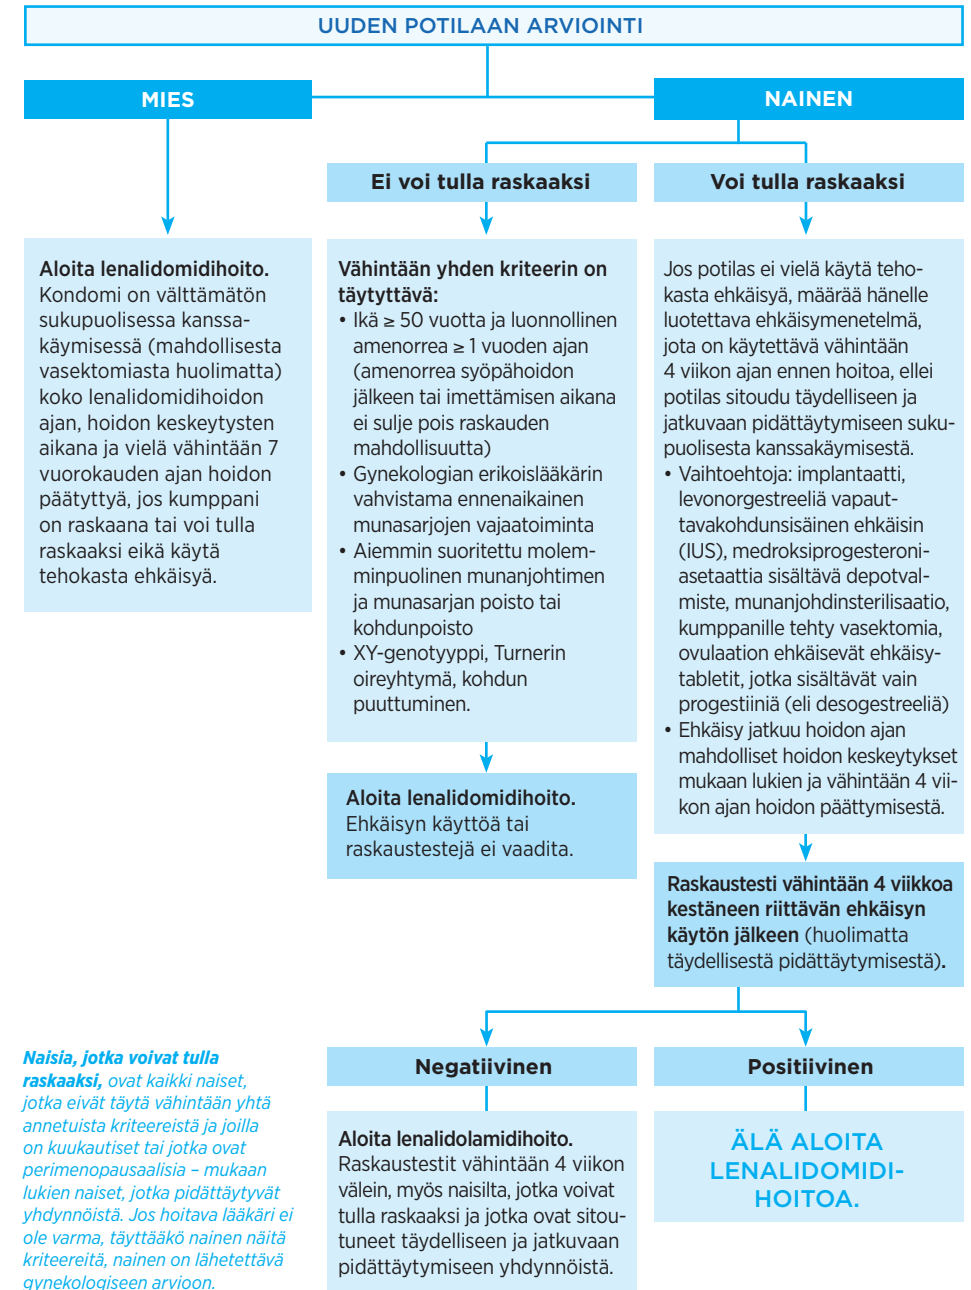 UUDEN POTILAAN ARVIOINTI
MIES
NAINEN
Ei voi tulla raskaaksi
Voi tulla raskaaksi
Aloita lenalidomidihoito.
Kondomi on välttämätön
sukupuolisessa kanssa-
käymisessä (mahdollisesta
vasektomiasta huolimatta)
koko lenalidomidihoidon
ajan, hoidon keskeytysten
aikana ja vielä vähintään 7
vuorokauden ajan hoidon
päätyttyä, jos kumppani
on raskaana tai voi tulla
raskaaksi eikä käytä
tehokasta ehkäisyä.
Vähintään yhden kriteerin on
täytyttävä:
• Ikä ≥ 50 vuotta ja luonnollinen
amenorrea ≥ 1 vuoden ajan
(amenorrea syöpähoidon
jälkeen tai imettämisen aikana
ei sulje pois raskauden
mahdollisuutta)
• Gynekologian erikoislääkärin
vahvistama ennenaikainen
munasarjojen vajaatoiminta
• Aiemmin suoritettu molem-
minpuolinen munanjohtimen
ja munasarjan poisto tai
kohdunpoisto
• XY-genotyyppi, Turnerin
oireyhtymä, kohdun
puuttuminen.
Aloita lenalidomidihoito.
Ehkäisyn käyttöä tai
raskaustestejä ei vaadita.
Jos potilas ei vielä käytä teho-
kasta ehkäisyä, määrää hänelle
luotettava ehkäisymenetelmä,
jota on käytettävä vähintään
4 viikon ajan ennen hoitoa, ellei
potilas sitoudu täydelliseen ja
jatkuvaan pidättäytymiseen suku-
puolisesta kanssakäymisestä.
• Vaihtoehtoja: implantaatti,
levonorgestreeliä vapaut-
tavakohdunsisäinen ehkäisin
(IUS), medroksiprogesteroni-
asetaattia sisältävä depotval-
miste, munanjohdinsterilisaatio,
kumppanille tehty vasektomia,
ovulaation ehkäisevät ehkäisy-
tabletit, jotka sisältävät vain
progestiiniä (eli desogestreeliä)
• Ehkäisy jatkuu hoidon ajan
mahdolliset hoidon keskeytykset
mukaan lukien ja vähintään 4 vii-
kon ajan hoidon päättymisestä.
Raskaustesti vähintään 4 viikkoa
kestäneen riittävän ehkäisyn
käytön jälkeen (huolimatta
täydellisestä pidättäytymisestä).
Negatiivinen
Positiivinen
Aloita lenalidolamidihoito.
Raskaustestit vähintään 4 viikon
välein, myös naisilta, jotka voivat
tulla raskaaksi ja jotka ovat sitou-
tuneet täydelliseen ja jatkuvaan
pidättäytymiseen yhdynnöistä.
ÄLÄ ALOITA
LENALIDOMIDI-
HOITOA.
Naisia, jotka voivat tulla
raskaaksi, ovat kaikki naiset,
jotka eivät täytä vähintään yhtä
annetuista kriteereistä ja joilla
on kuukautiset tai jotka ovat
perimenopausaalisia – mukaan
lukien naiset, jotka pidättäytyvät
yhdynnöistä. Jos hoitava lääkäri ei
ole varma, täyttääkö nainen näitä
kriteereitä, nainen on lähetettävä
gynekologiseen arvioon.